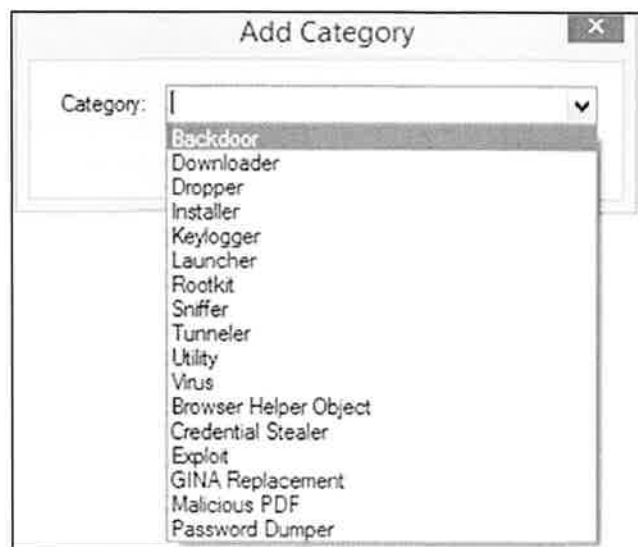 Add Category
Category:
Backdoor
Downloader
Dropper
Installer
Keylogger
Launcher
Rootkit
Sniffer
Tunneler
Utility
Virus
Browser Helper Object
Credential Stealer
Exploit
GINA Replacement
Malicious PDF
Password Dumper